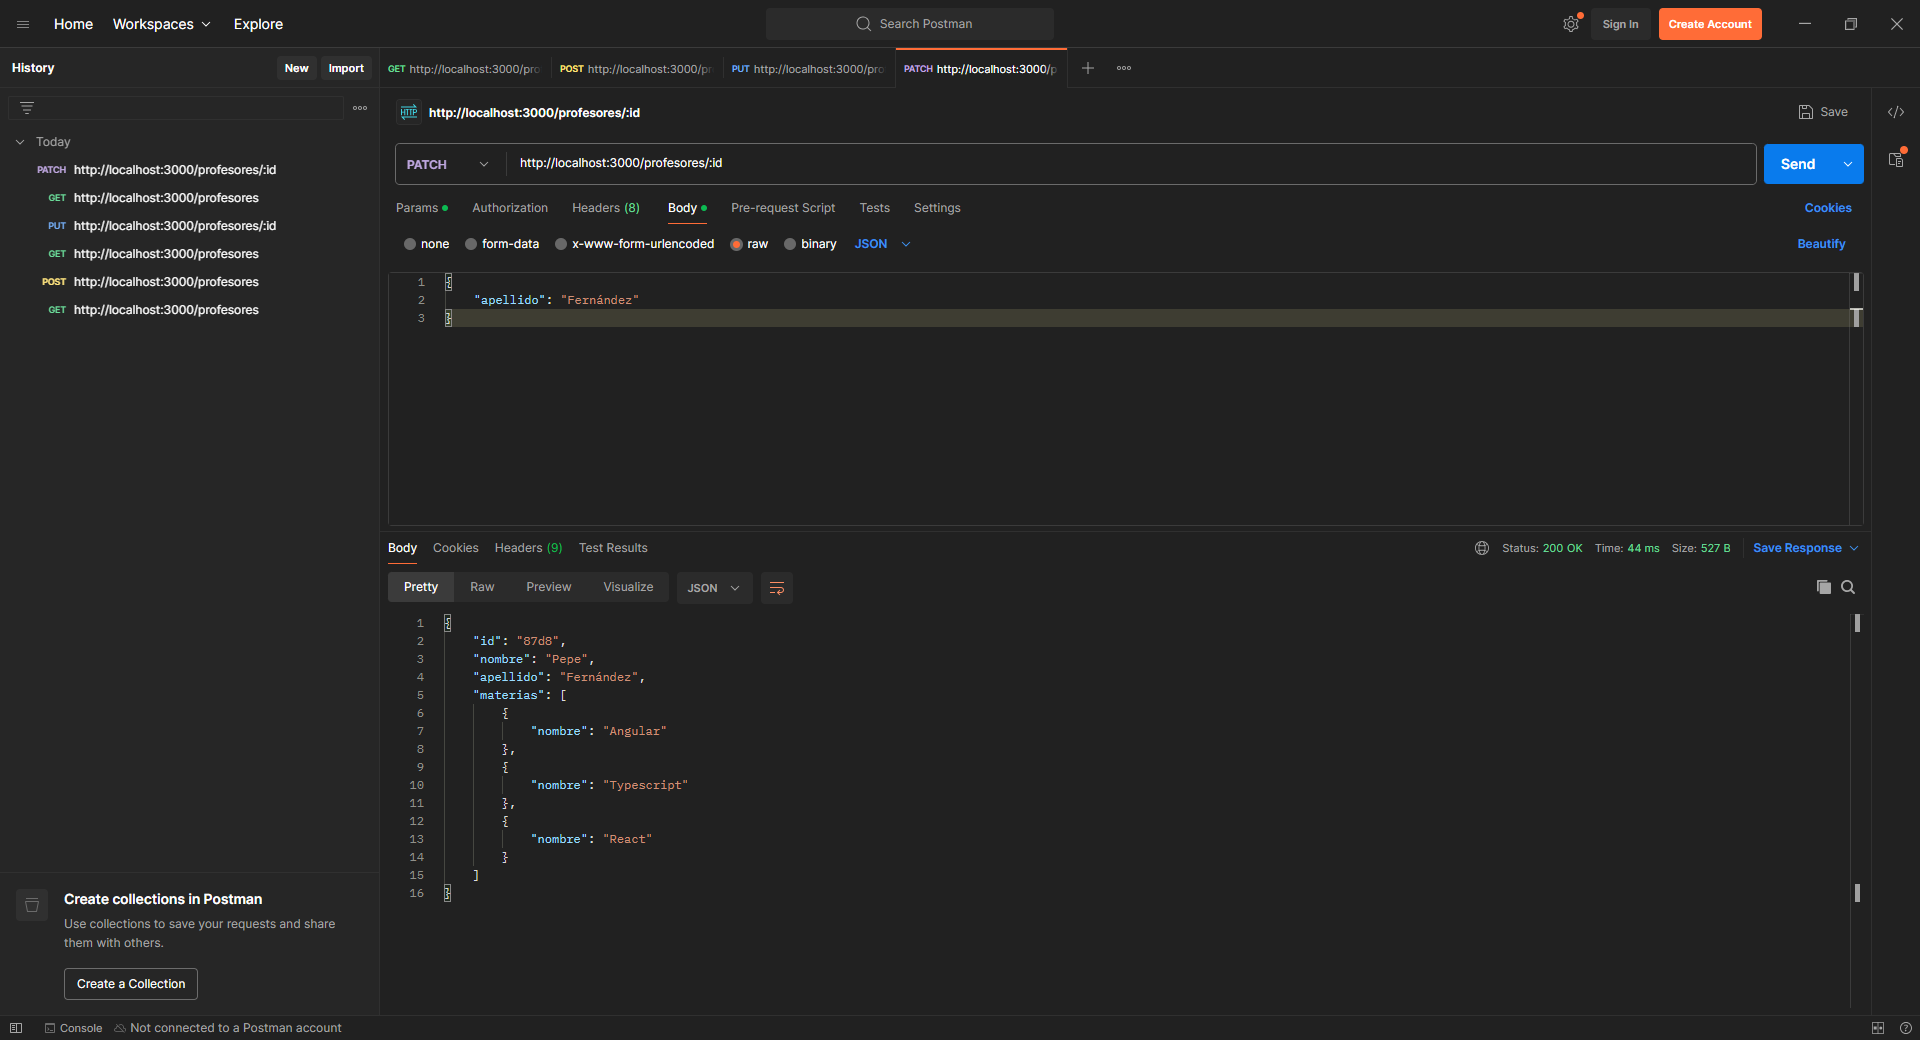 Home Workspaces Explore Search Postman Sign In Create Account
History New Import
GET http://localhost:3000/pro POST http://localhost:3000/pr PUT http://localhost:3000/pro PATCH http://localhost:3000/p
HTTP http://localhost:3000/profesores/:id Save
Today
PATCH http://localhost:3000/profesores/:id
GET http://localhost:3000/profesores
PUT http://localhost:3000/profesores/:id
GET http://localhost:3000/profesores
POST http://localhost:3000/profesores
GET http://localhost:3000/profesores
PATCH http://localhost:3000/profesores/:id Send
Params Authorization Headers (8) Body Pre-request Script Tests Settings Cookies
none form-data x-www-form-urlencoded raw binary JSON Beautify
1 {
2 "apellido": "Fernández"
3 }
Body Cookies Headers (9) Test Results Status: 200 OK Time: 44 ms Size: 527 B Save Response
Pretty Raw Preview Visualize JSON
1 {
2 "id": "87d8",
3 "nombre": "Pepe",
4 "apellido": "Fernández",
5 "materias": [
6 {
7 "nombre": "Angular"
8 },
9 {
10 "nombre": "Typescript"
11 },
12 {
13 "nombre": "React"
14 }
15 ]
16 }
Create collections in Postman
Use collections to save your requests and share
them with others.
Create a Collection
Console Not connected to a Postman account